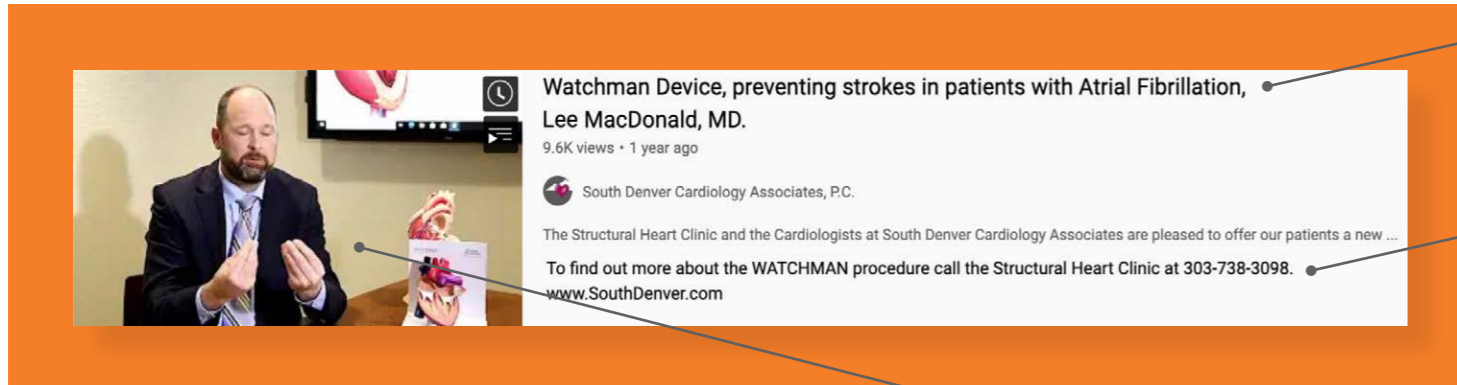 Watchman Device, preventing strokes in patients with Atrial Fibrillation,
Lee MacDonald, MD.
9.6K views • 1 year ago
South Denver Cardiology Associates, P.C.
The Structural Heart Clinic and the Cardiologists at South Denver Cardiology Associates are pleased to offer our patients a new ...
To find out more about the WATCHMAN procedure call the Structural Heart Clinic at 303-738-3098.
www.SouthDenver.com